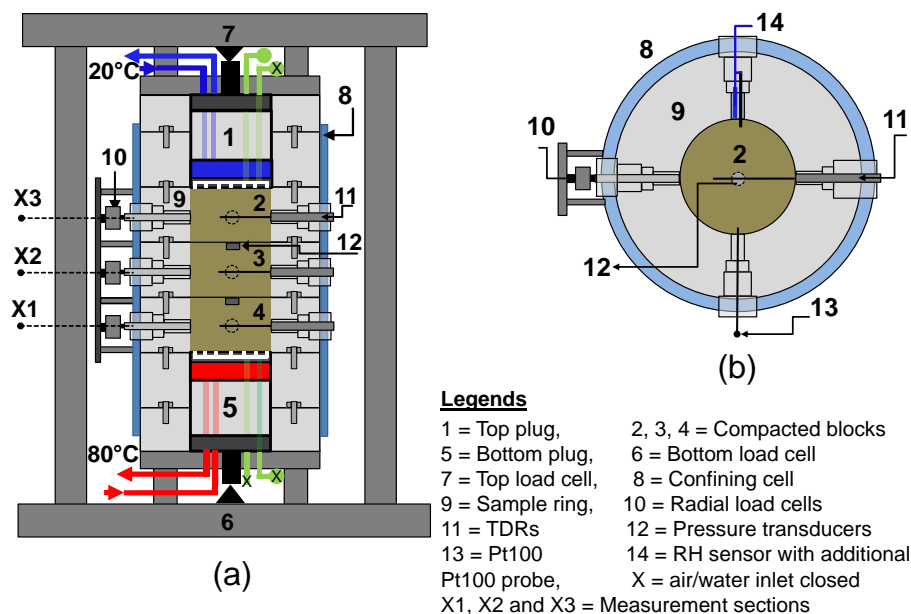 7
20°C
X
1
8
10
9
2
11
X3
12
X2
3
X1
4
5
80°C
X
X
6
(a)
14
8
9
10
11
2
12
13
(b)
Legends
1 = Top plug, 2, 3, 4 = Compacted blocks
5 = Bottom plug, 6 = Bottom load cell
7 = Top load cell, 8 = Confining cell
9 = Sample ring, 10 = Radial load cells
11 = TDRs 12 = Pressure transducers
13 = Pt100 14 = RH sensor with additional
Pt100 probe, X = air/water inlet closed
X1, X2 and X3 = Measurement sections